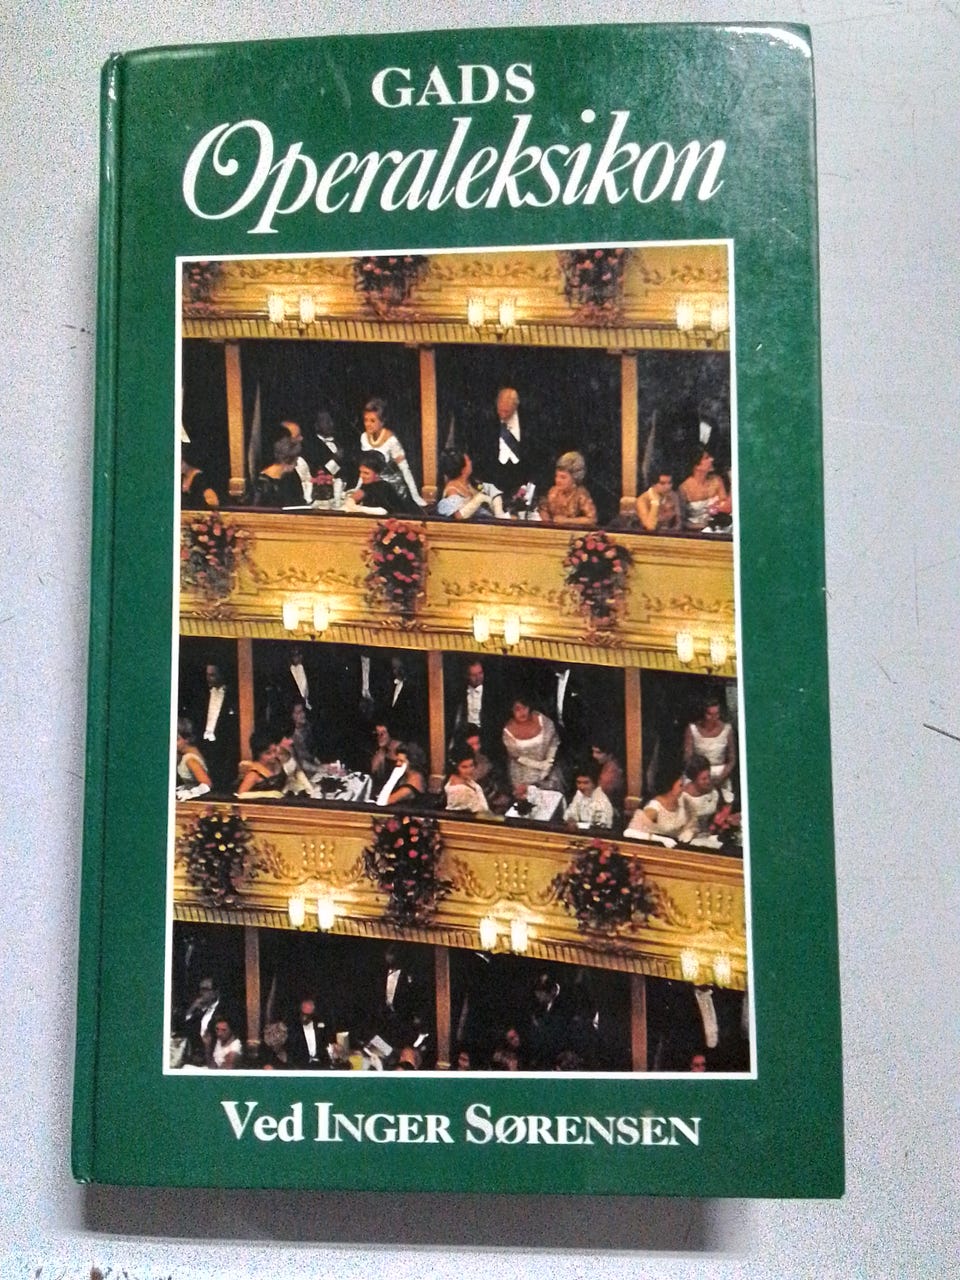 GADS
Operaleksikon
Ved INGER SØRENSEN